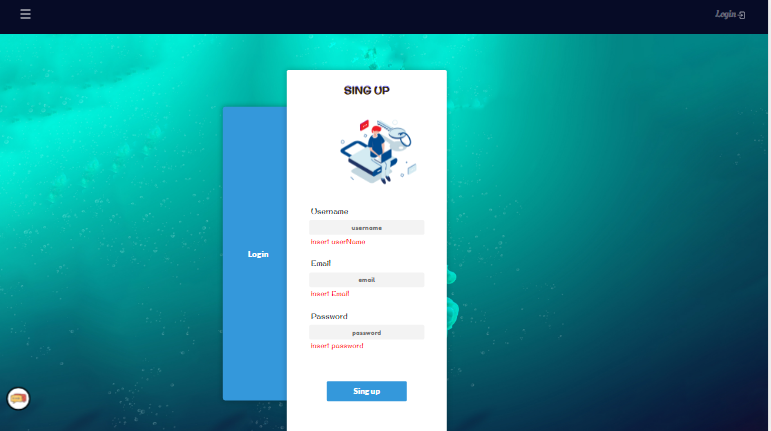 Login
SING UP
Username
username
Insert userName
Email
email
Insert Email
Login
Password
password
Insert password
Sing up